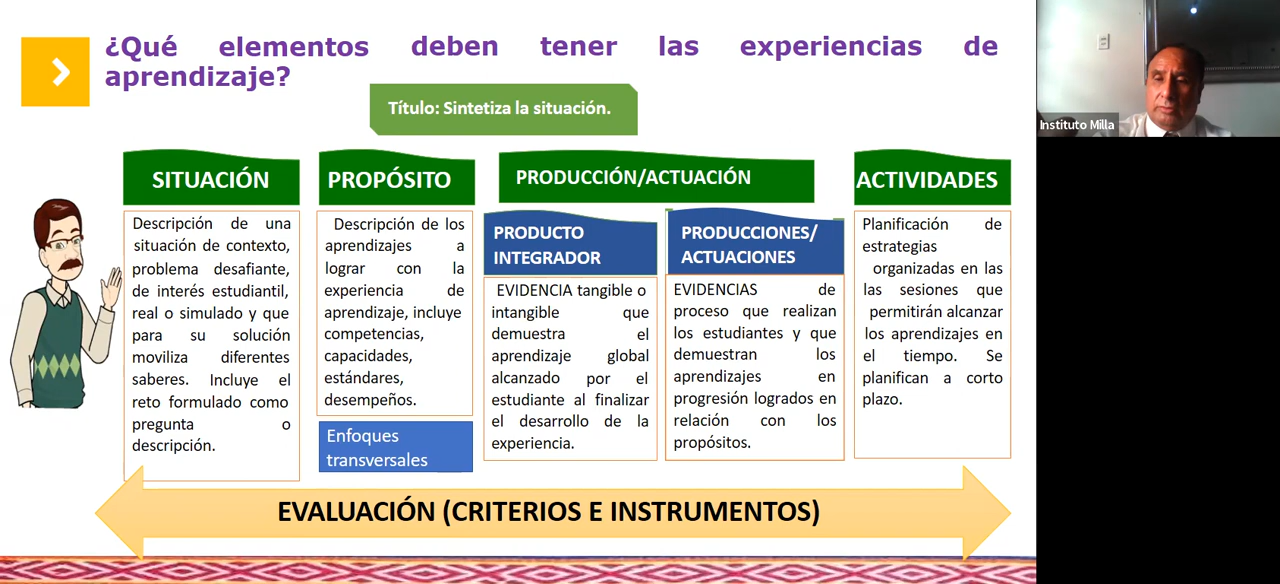 ¿Qué elementos deben tener las experiencias de
aprendizaje?
Título: Sintetiza la situación.
SITUACIÓN
Descripción de una
situación de contexto,
problema desafiante,
de interés estudiantil,
real o simulado y que
para su solución
moviliza diferentes
saberes. Incluye el
reto formulado como
pregunta o
descripción.
PROPÓSITO
Descripción de los
aprendizajes a
lograr con la
experiencia de
aprendizaje, incluye
competencias,
capacidades,
estándares,
desempeños.
Enfoques
transversales
PRODUCCIÓN/ACTUACIÓN
PRODUCTO
INTEGRADOR
EVIDENCIA tangible o
intangible que
demuestra el
aprendizaje global
alcanzado por el
estudiante al finalizar
el desarrollo de la
experiencia.
PRODUCCIONES/
ACTUACIONES
EVIDENCIAS de
proceso que realizan
los estudiantes y que
demuestran los
aprendizajes en
progresión logrados en
relación con los
propósitos.
ACTIVIDADES
Planificación de
estrategias
organizadas en las
las sesiones que
permitirán alcanzar
los aprendizajes en
el tiempo. Se
planifican a corto
plazo.
EVALUACIÓN (CRITERIOS E INSTRUMENTOS)
Instituto Milla